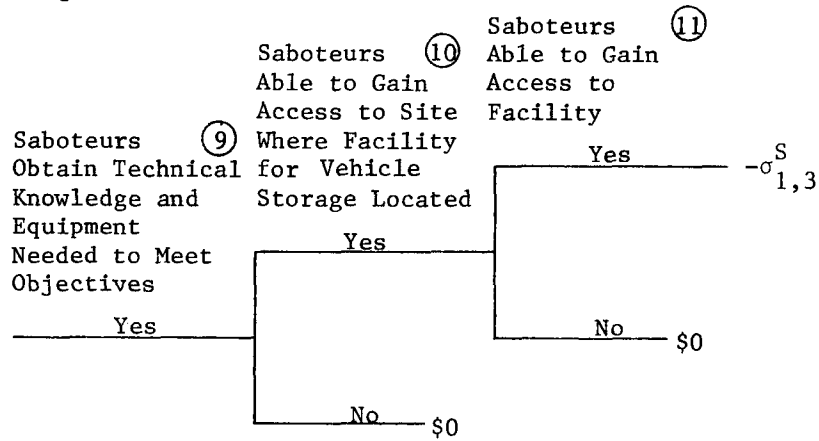 Saboteurs ⑨
Obtain Technical
Knowledge and
Equipment
Needed to Meet
Objectives
Yes
Saboteurs ⑩
Able to Gain
Access to Site
Where Facility
for Vehicle
Storage Located
Yes
No $0
Saboteurs ⑪
Able to Gain
Access to
Facility
Yes -σ^S_{1,3}
No $0